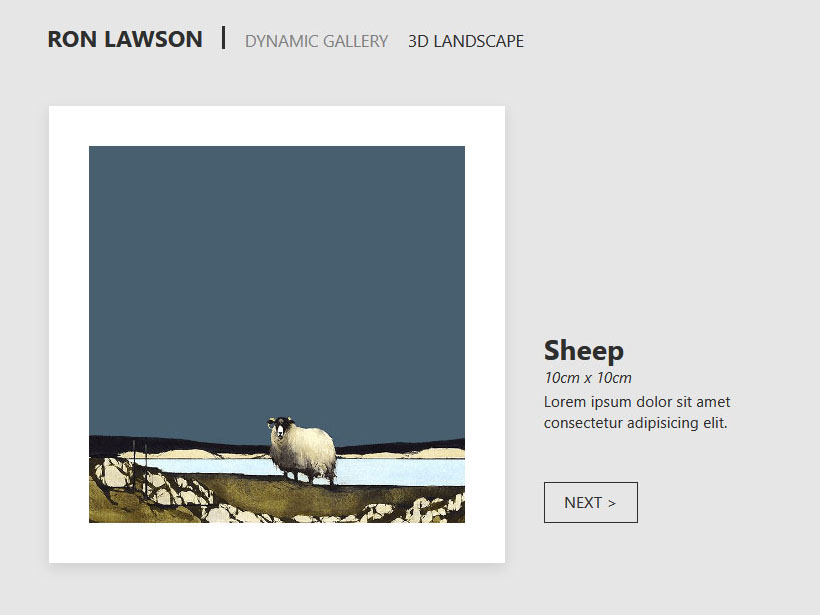 RON LAWSON | DYNAMIC GALLERY 3D LANDSCAPE
Sheep
10cm x 10cm
Lorem ipsum dolor sit amet
consectetur adipisicing elit.
NEXT >